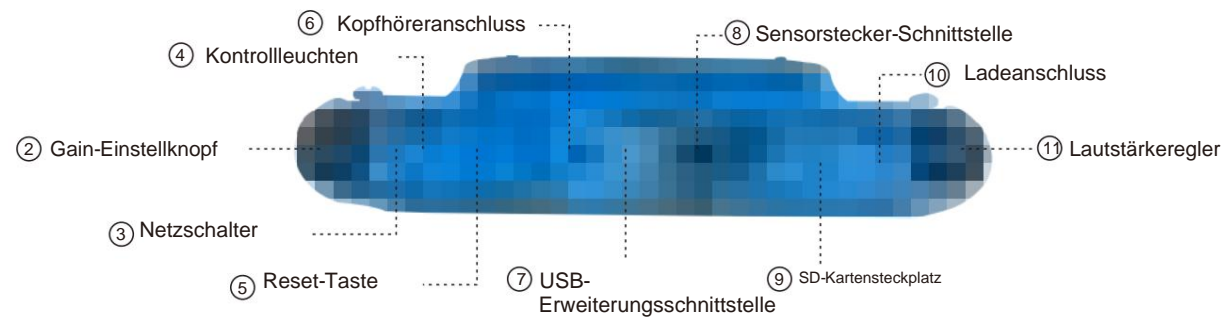 ⑥ Kopfhöreranschluss
⑧ Sensorstecker-Schnittstelle
④ Kontrollleuchten
⑩ Ladeanschluss
② Gain-Einstellknopf
⑪ Lautstärkeregler
③ Netzschalter
⑤ Reset-Taste
⑦ USB-
Erweiterungsschnittstelle
⑨ SD-Kartensteckplatz